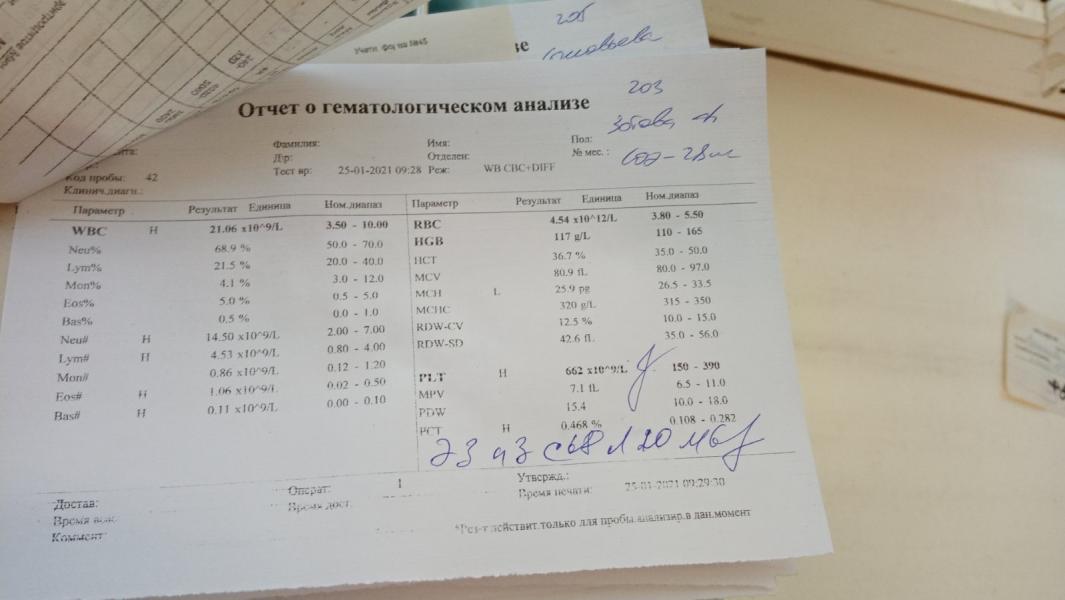 205
Учетн. форма №45
Отчет о гематологическом анализе
203
Зотова
Фамилия:
Имя:
Пол:
Д\р:
Отделен:
№ мес. :
СОЭ-28мм
Код пробы: 42
Тест вр: 25-01-2021 09:28 Реж: WB CBC+DIFF
Клинич.диагн.:
Параметр Результат Единица Ном.диапаз
WBC H 21.06 x10^9/L 3.50 - 10.00
Neu% 68.9 % 50.0 - 70.0
Lym% 21.5 % 20.0 - 40.0
Mon% 4.1 % 3.0 - 12.0
Eos% 5.0 % 0.5 - 5.0
Bas% 0.5 % 0.0 - 1.0
Neu# H 14.50 x10^9/L 2.00 - 7.00
Lym# H 4.53 x10^9/L 0.80 - 4.00
Mon# 0.86 x10^9/L 0.12 - 1.20
Eos# H 1.06 x10^9/L 0.02 - 0.50
Bas# H 0.11 x10^9/L 0.00 - 0.10
Параметр Результат Единица Ном.диапаз
RBC 4.54 x10^12/L 3.80 - 5.50
HGB 117 g/L 110 - 165
HCT 36.7 % 35.0 - 50.0
MCV 80.9 fL 80.0 - 97.0
MCH L 25.9 pg 26.5 - 33.5
MCHC 320 g/L 315 - 350
RDW-CV 12.5 % 10.0 - 15.0
RDW-SD 42.6 fL 35.0 - 56.0
PLT H 662 x10^9/L 150 - 390
MPV 7.1 fL 6.5 - 11.0
PDW 15.4 10.0 - 18.0
PCT H 0.468 % 0.108 - 0.282
Э3 п3 с68 л20 м6
Достав:
Операт: 1
Утвержд.:
Время дост.
Время печати: 25-01-2021 09:29:30
Коммент:
*Рез-т действит.только для пробы,анализир.в дан.момент